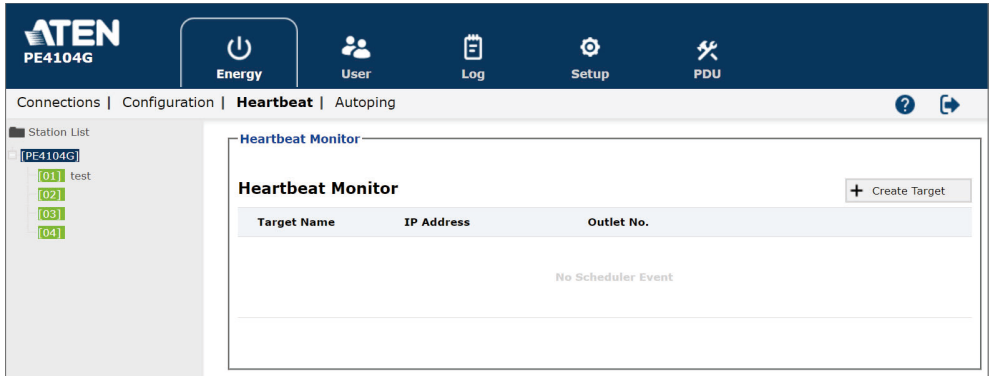 ATEN
PE4104G
Energy User Log Setup PDU
Connections | Configuration | Heartbeat | Autoping
?
Station List
[PE4104G]
[01] test
[02]
[03]
[04]
Heartbeat Monitor
Heartbeat Monitor
+ Create Target
Target Name IP Address Outlet No.
No Scheduler Event